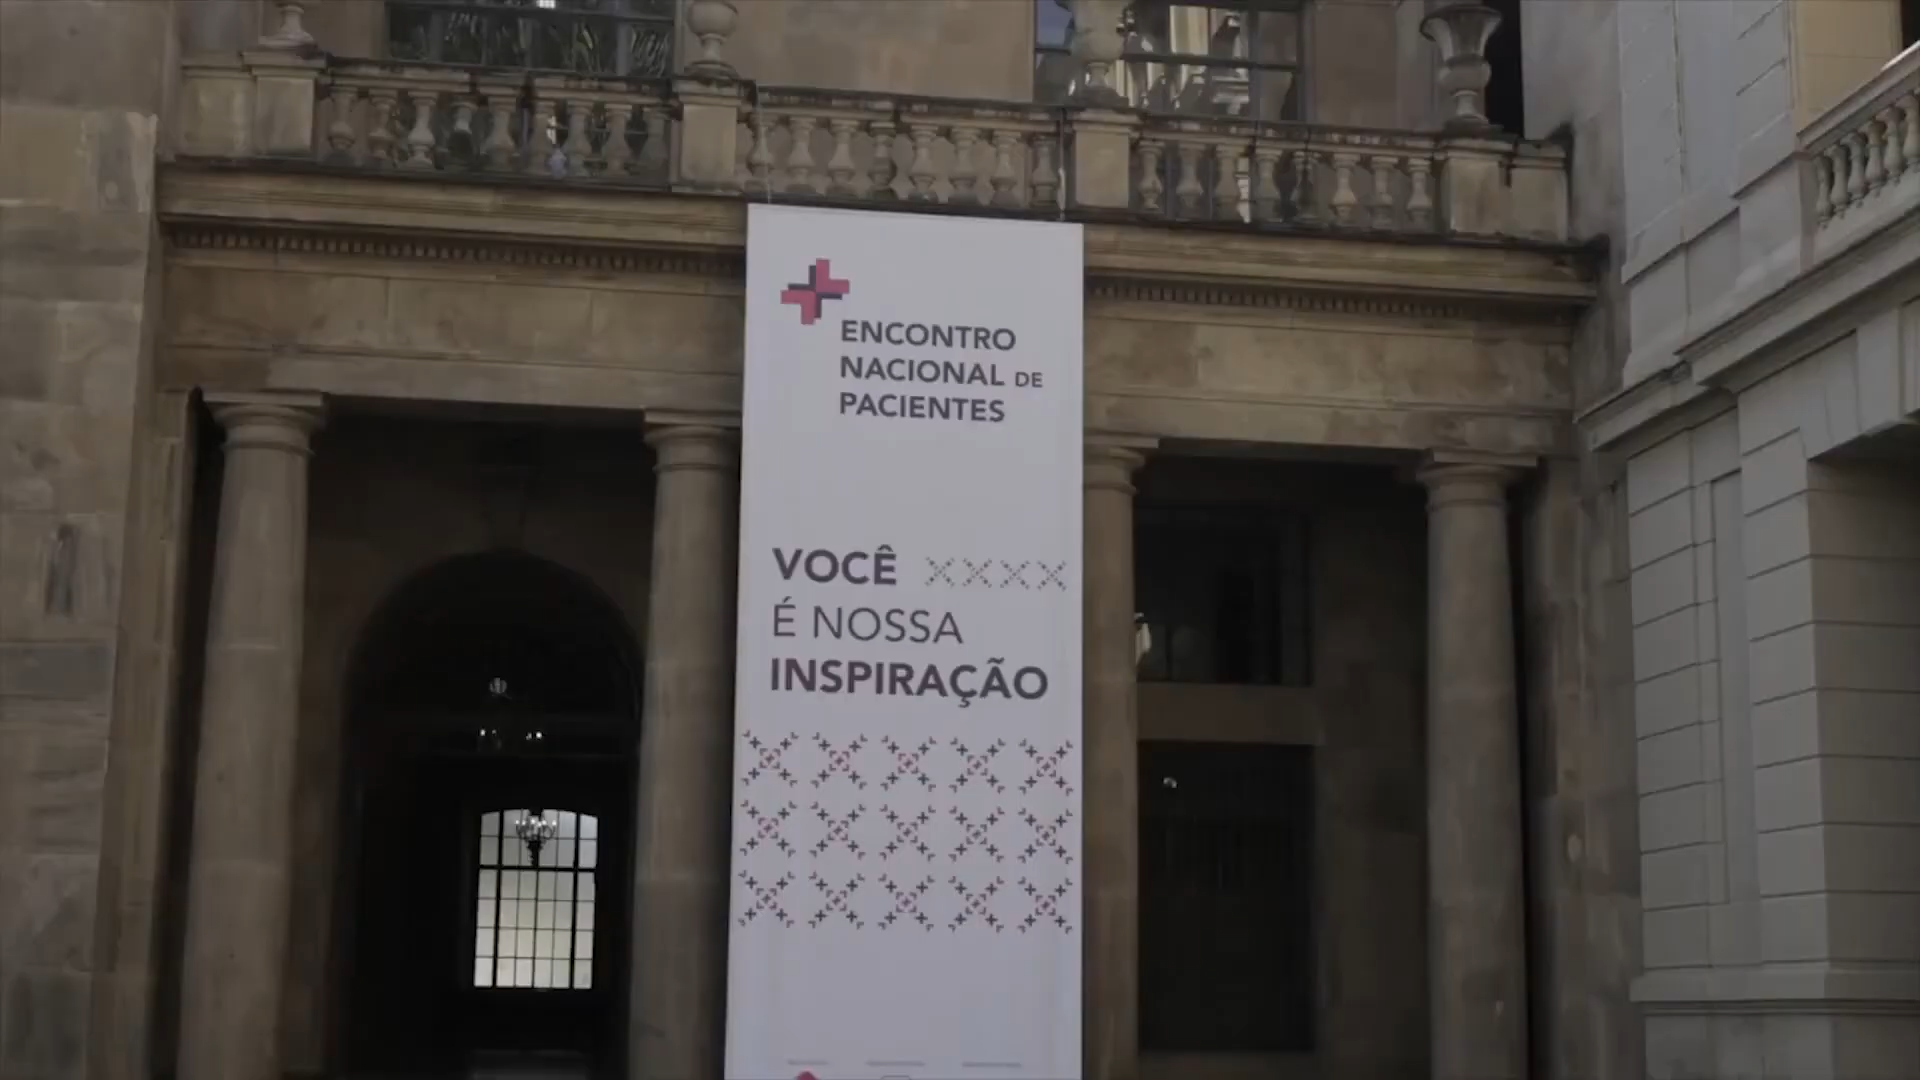 ENCONTRO
NACIONAL DE
PACIENTES
VOCÊ
É NOSSA
INSPIRAÇÃO